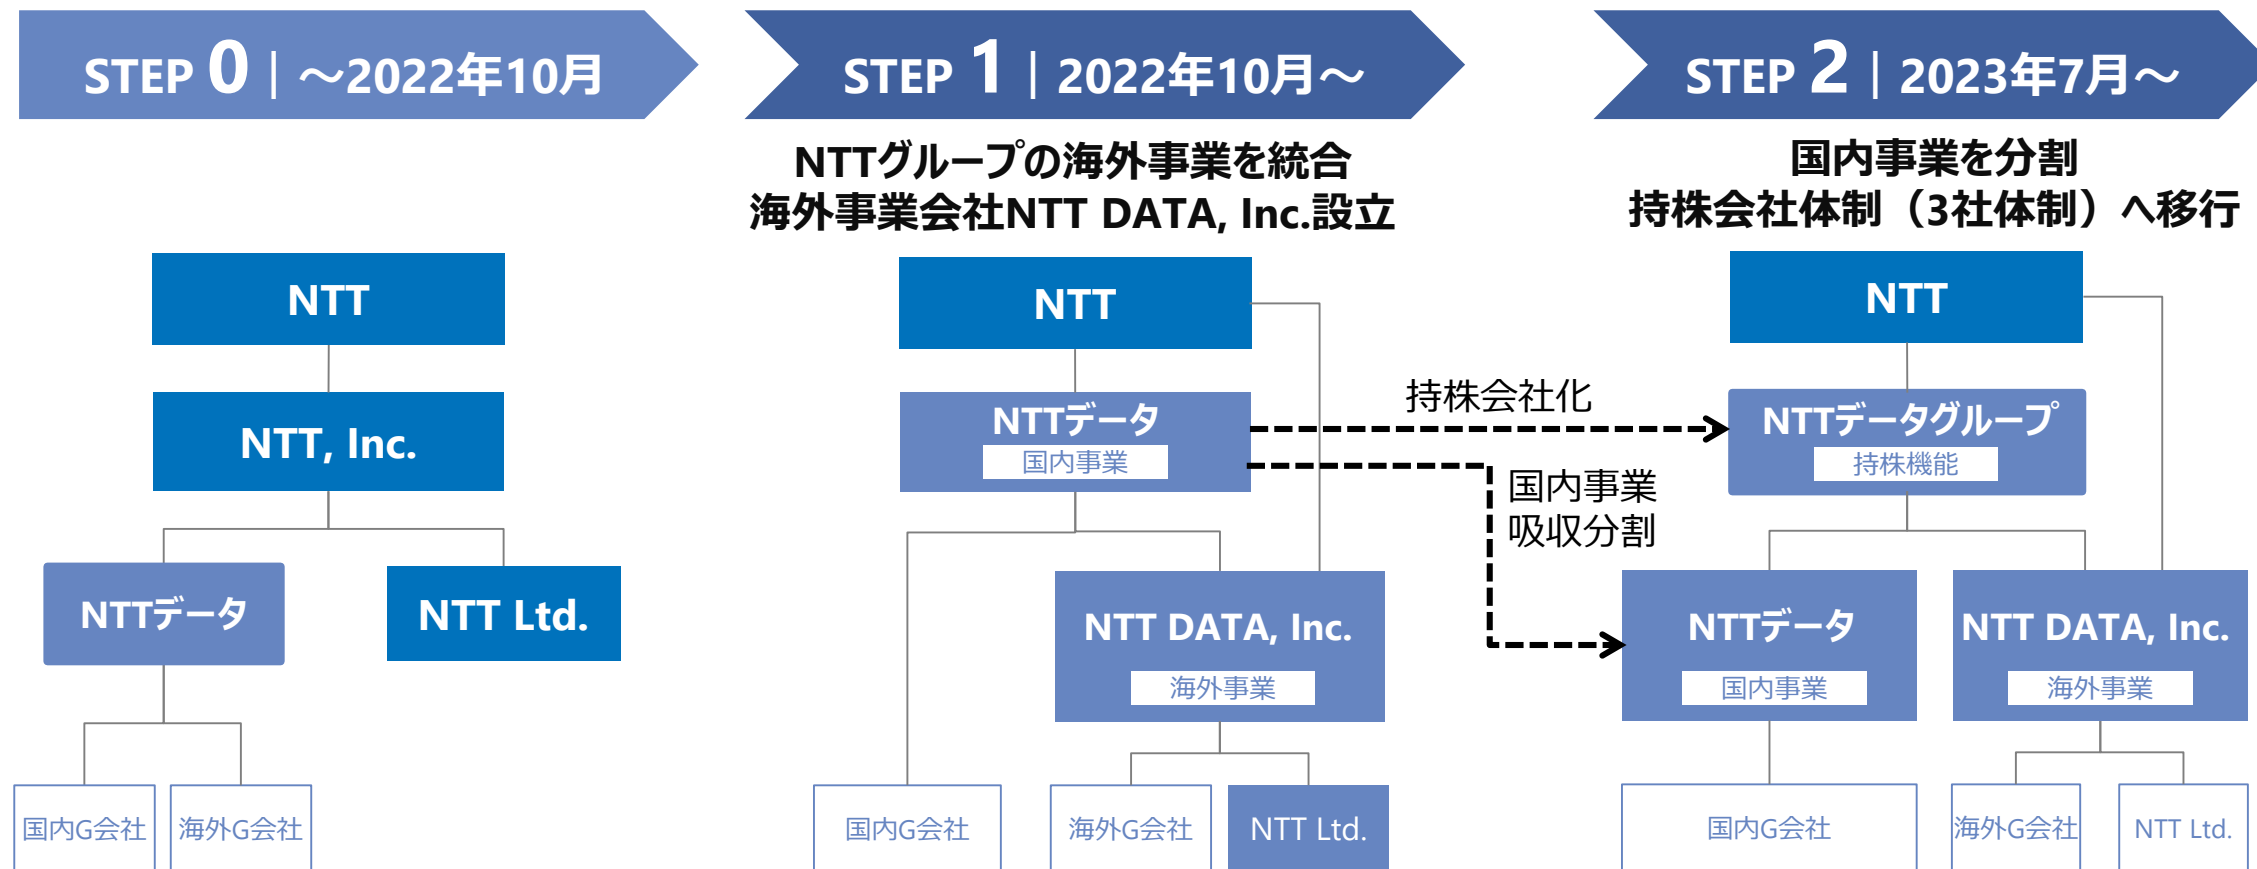 STEP 0｜～2022年10月
NTT
NTT, Inc.
NTTデータ
NTT Ltd.
国内G会社
海外G会社
STEP 1｜2022年10月～
NTTグループの海外事業を統合
海外事業会社NTT DATA, Inc.設立
NTT
NTTデータ
国内事業
NTT DATA, Inc.
海外事業
国内G会社
海外G会社
NTT Ltd.
持株会社化
国内事業
吸収分割
STEP 2｜2023年7月～
国内事業を分割
持株会社体制（3社体制）へ移行
NTT
NTTデータグループ
持株機能
NTTデータ
国内事業
NTT DATA, Inc.
海外事業
国内G会社
海外G会社
NTT Ltd.